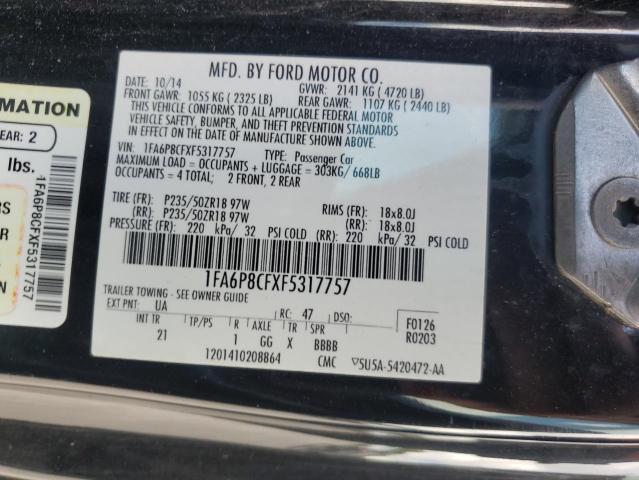 RMATION
EAR: 2
lbs.
RS
R
N
1FA6P8CFXF5317757
MFD. BY FORD MOTOR CO.
DATE: 10/14 GVWR: 2141 KG ( 4720 LB)
FRONT GAWR: 1055 KG ( 2325 LB) REAR GAWR: 1107 KG ( 2440 LB)
THIS VEHICLE CONFORMS TO ALL APPLICABLE FEDERAL MOTOR
VEHICLE SAFETY, BUMPER, AND THEFT PREVENTION STANDARDS
IN EFFECT ON THE DATE OF MANUFACTURE SHOWN ABOVE.
VIN: 1FA6P8CFXF5317757 TYPE: Passenger Car
MAXIMUM LOAD = OCCUPANTS + LUGGAGE = 303KG/ 668LB
OCCUPANTS = 4 TOTAL; 2 FRONT, 2 REAR
TIRE (FR): P235/50ZR18 97W RIMS (FR): 18x8.0J
(RR): P235/50ZR18 97W (RR): 18x8.0J
PRESSURE (FR): 220 kPa/ 32 PSI COLD (RR): 220 kPa/ 32 PSI COLD
1FA6P8CFXF5317757
TRAILER TOWING - SEE OWNER GUIDE
EXT PNT: UA RC: 47 DSO: F0126
INT TR TP/PS R AXLE TR SPR R0203
21 1 GG X BBBB
1201410208864 CMC ▽5U5A-5420472-AA